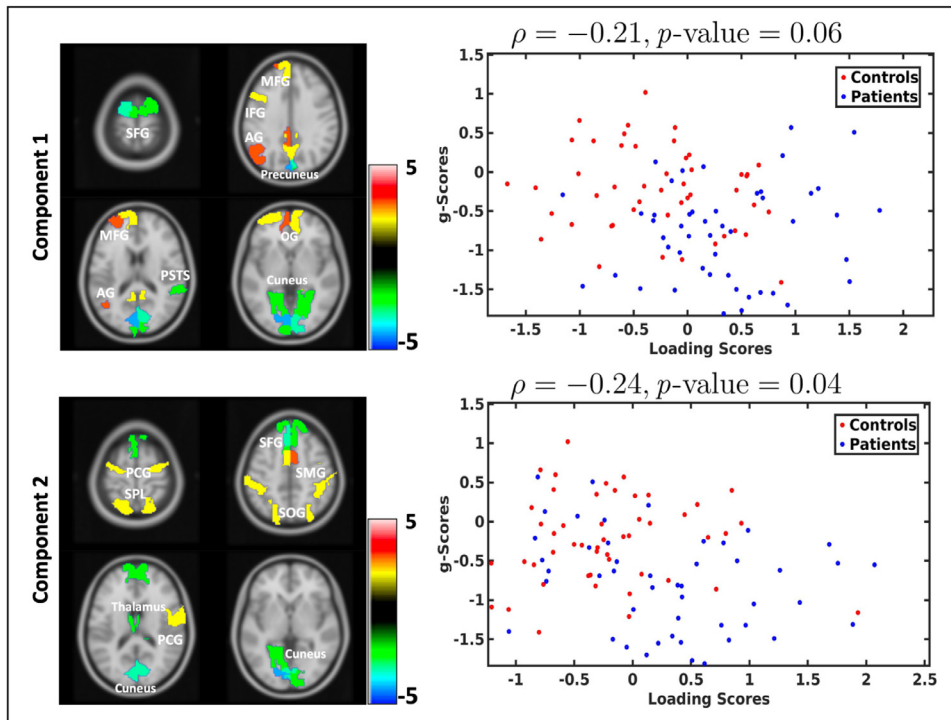 Component 1
SFG
MFG
IFG
AG
Precuneus
MFG
PSTS
AG
OG
Cuneus
5
-5
ρ = −0.21, p-value = 0.06
Controls
Patients
g-Scores
1.5
1
0.5
0
-0.5
-1
-1.5
-1.5 -1 -0.5 0 0.5 1 1.5 2
Loading Scores
Component 2
PCG
SPL
SFG
SMG
SOG
Thalamus
PCG
Cuneus
Cuneus
5
-5
ρ = −0.24, p-value = 0.04
Controls
Patients
g-Scores
1.5
1
0.5
0
-0.5
-1
-1.5
-1 -0.5 0 0.5 1 1.5 2
Loading Scores